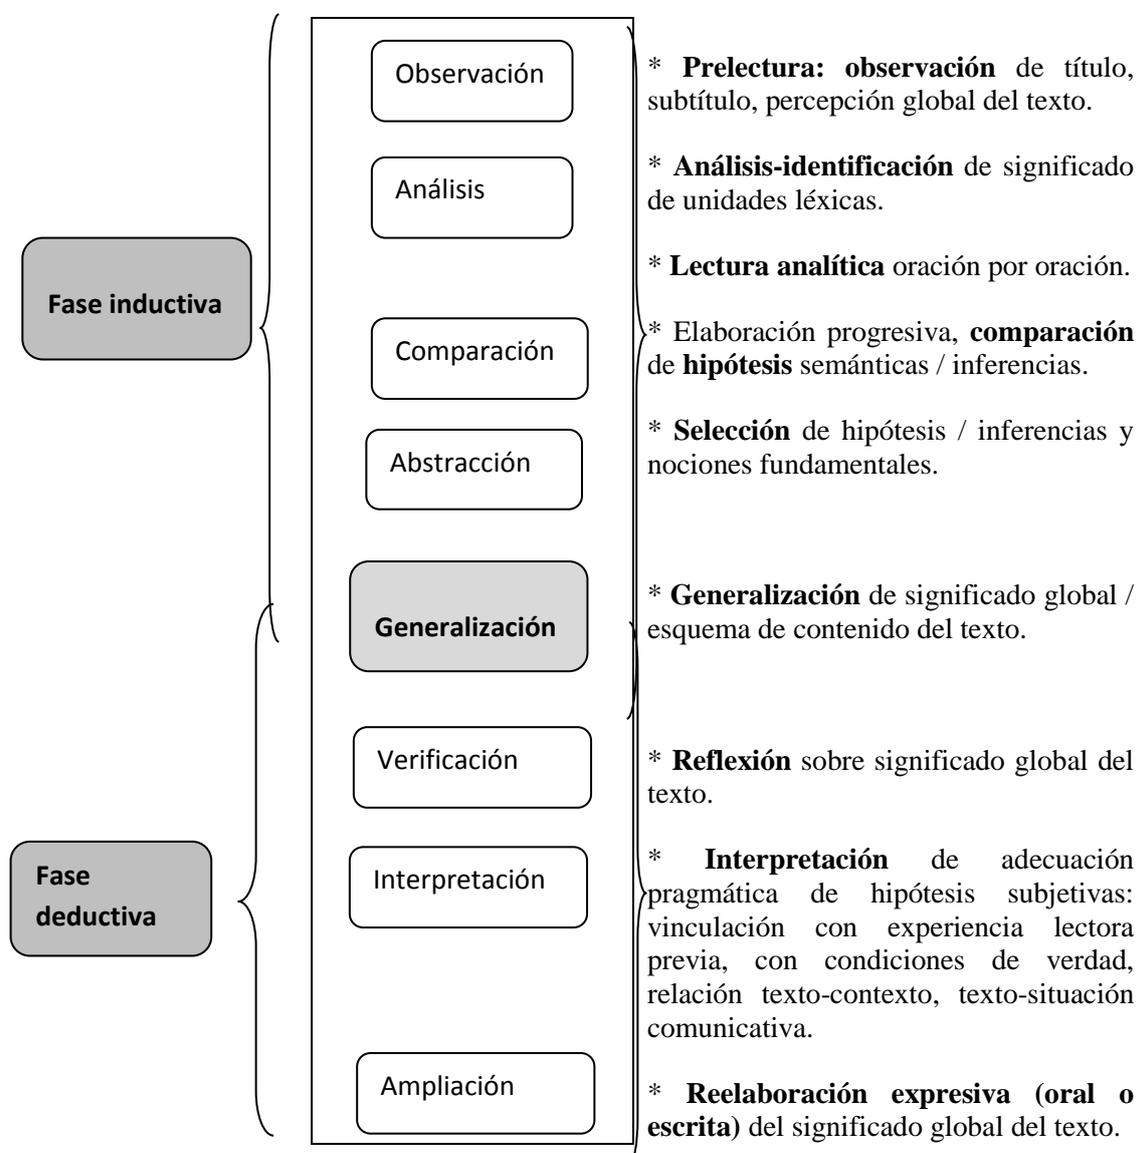 Observación
* Prelectura: observación de título,
subtítulo, percepción global del texto.
Análisis
* Análisis-identificación de significado
de unidades léxicas.
* Lectura analítica oración por oración.
Fase inductiva
Comparación
* Elaboración progresiva, comparación
de hipótesis semánticas / inferencias.
Abstracción
* Selección de hipótesis / inferencias y
nociones fundamentales.
Generalización
* Generalización de significado global /
esquema de contenido del texto.
Verificación
* Reflexión sobre significado global del
texto.
Fase
deductiva
Interpretación
* Interpretación de adecuación
pragmática de hipótesis subjetivas:
vinculación con experiencia lectora
previa, con condiciones de verdad,
relación texto-contexto, texto-situación
comunicativa.
Ampliación
* Reelaboración expresiva (oral o
escrita) del significado global del texto.